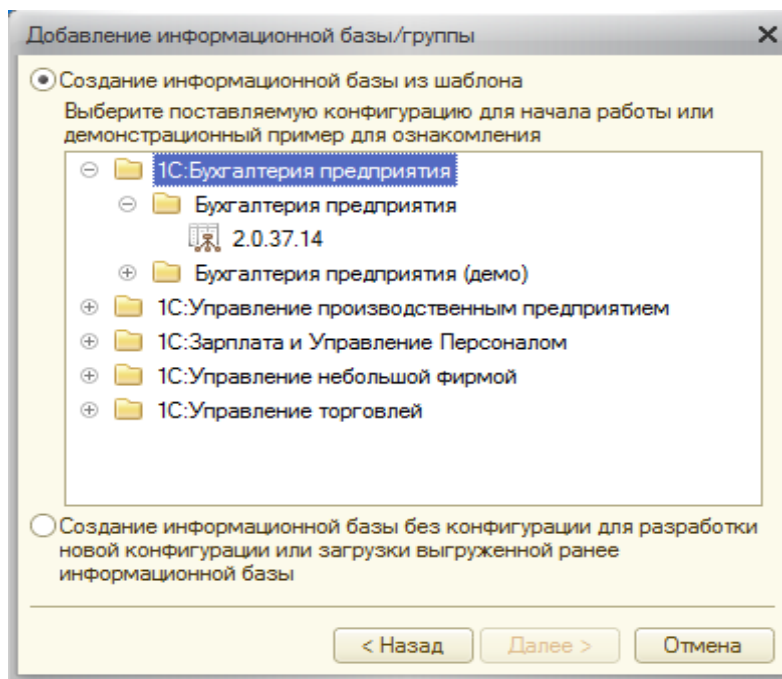 Добавление информационной базы/группы
Создание информационной базы из шаблона
Выберите поставляемую конфигурацию для начала работы или
демонстрационный пример для ознакомления
1С:Бухгалтерия предприятия
Бухгалтерия предприятия
2.0.37.14
Бухгалтерия предприятия (демо)
1С:Управление производственным предприятием
1С:Зарплата и Управление Персоналом
1С:Управление небольшой фирмой
1С:Управление торговлей
Создание информационной базы без конфигурации для разработки
новой конфигурации или загрузки выгруженной ранее
информационной базы
< Назад Далее > Отмена